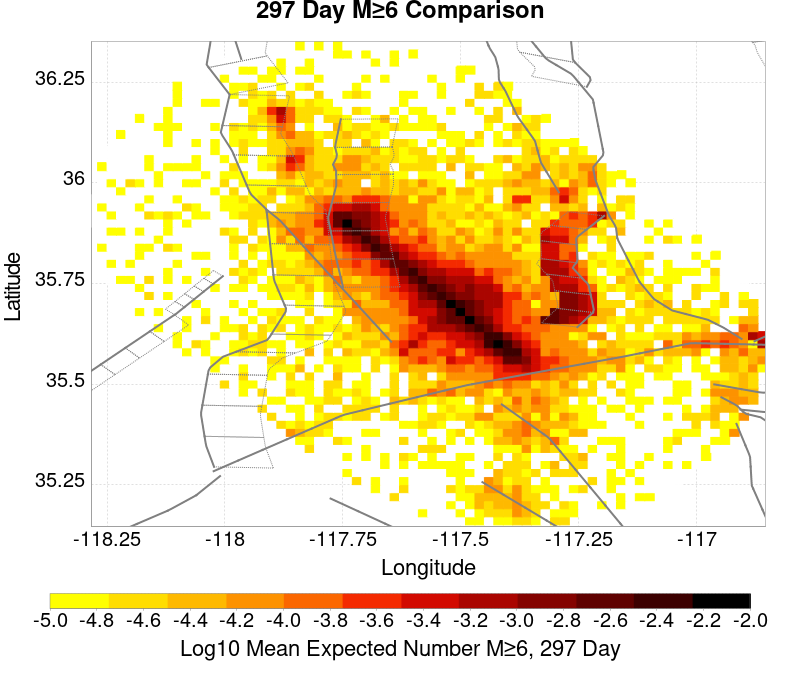 297 Day M≥6 Comparison
36.25
36
35.75
35.5
35.25
Latitude
-118.25 -118 -117.75 -117.5 -117.25 -117
Longitude
-5.0 -4.8 -4.6 -4.4 -4.2 -4.0 -3.8 -3.6 -3.4 -3.2 -3.0 -2.8 -2.6 -2.4 -2.2 -2.0
Log10 Mean Expected Number M≥6, 297 Day